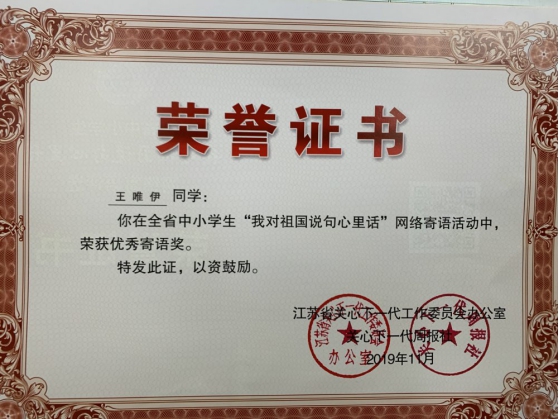 荣誉证书
王唯伊 同学：
你在全省中小学生“我对祖国说句心里话”网络寄语活动中，
荣获优秀寄语奖。
特发此证，以资鼓励。
江苏省关心下一代工作委员会办公室
关心下一代周报社
2019年11月
办公室